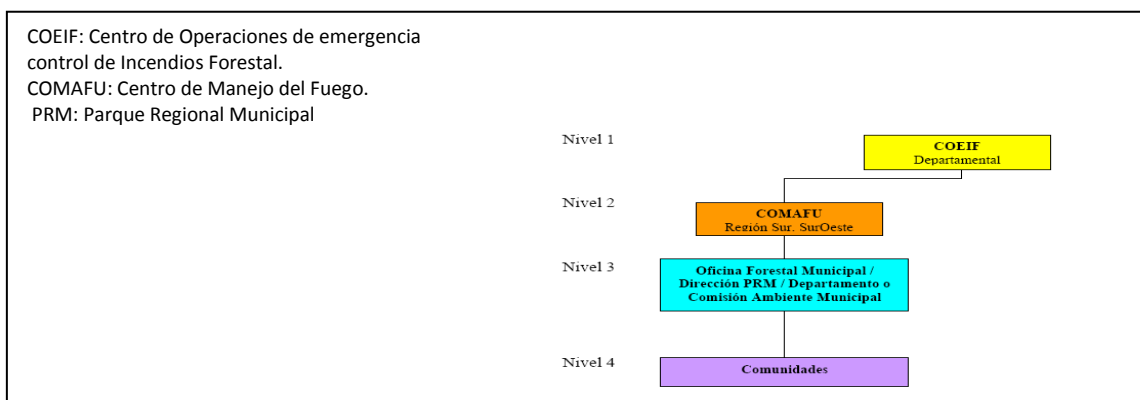 COEIF: Centro de Operaciones de emergencia
control de Incendios Forestal.
COMAFU: Centro de Manejo del Fuego.
PRM: Parque Regional Municipal
Nivel 1
COEIF
Departamental
Nivel 2
COMAFU
Región Sur. SurOeste
Nivel 3
Oficina Forestal Municipal /
Dirección PRM / Departamento o
Comisión Ambiente Municipal
Nivel 4
Comunidades